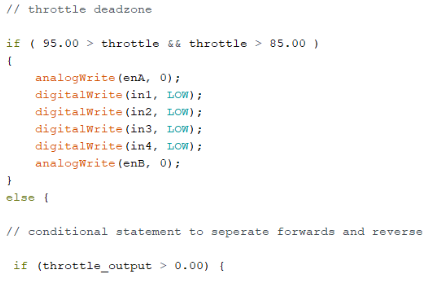 // throttle deadzone
if ( 95.00 > throttle && throttle > 85.00 )
{
analogWrite(enA, 0);
digitalWrite(in1, LOW);
digitalWrite(in2, LOW);
digitalWrite(in3, LOW);
digitalWrite(in4, LOW);
analogWrite(enB, 0);
}
else {
// conditional statement to seperate forwards and reverse
if (throttle_output > 0.00) {